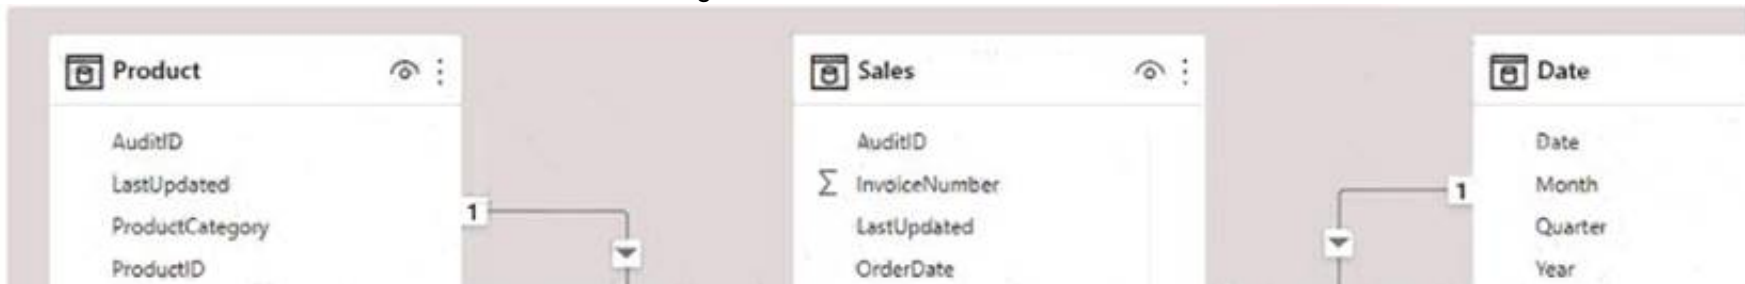 Product
AuditID
LastUpdated
ProductCategory
ProductID
1
Sales
AuditID
Σ InvoiceNumber
LastUpdated
OrderDate
1
Date
Date
Month
Quarter
Year